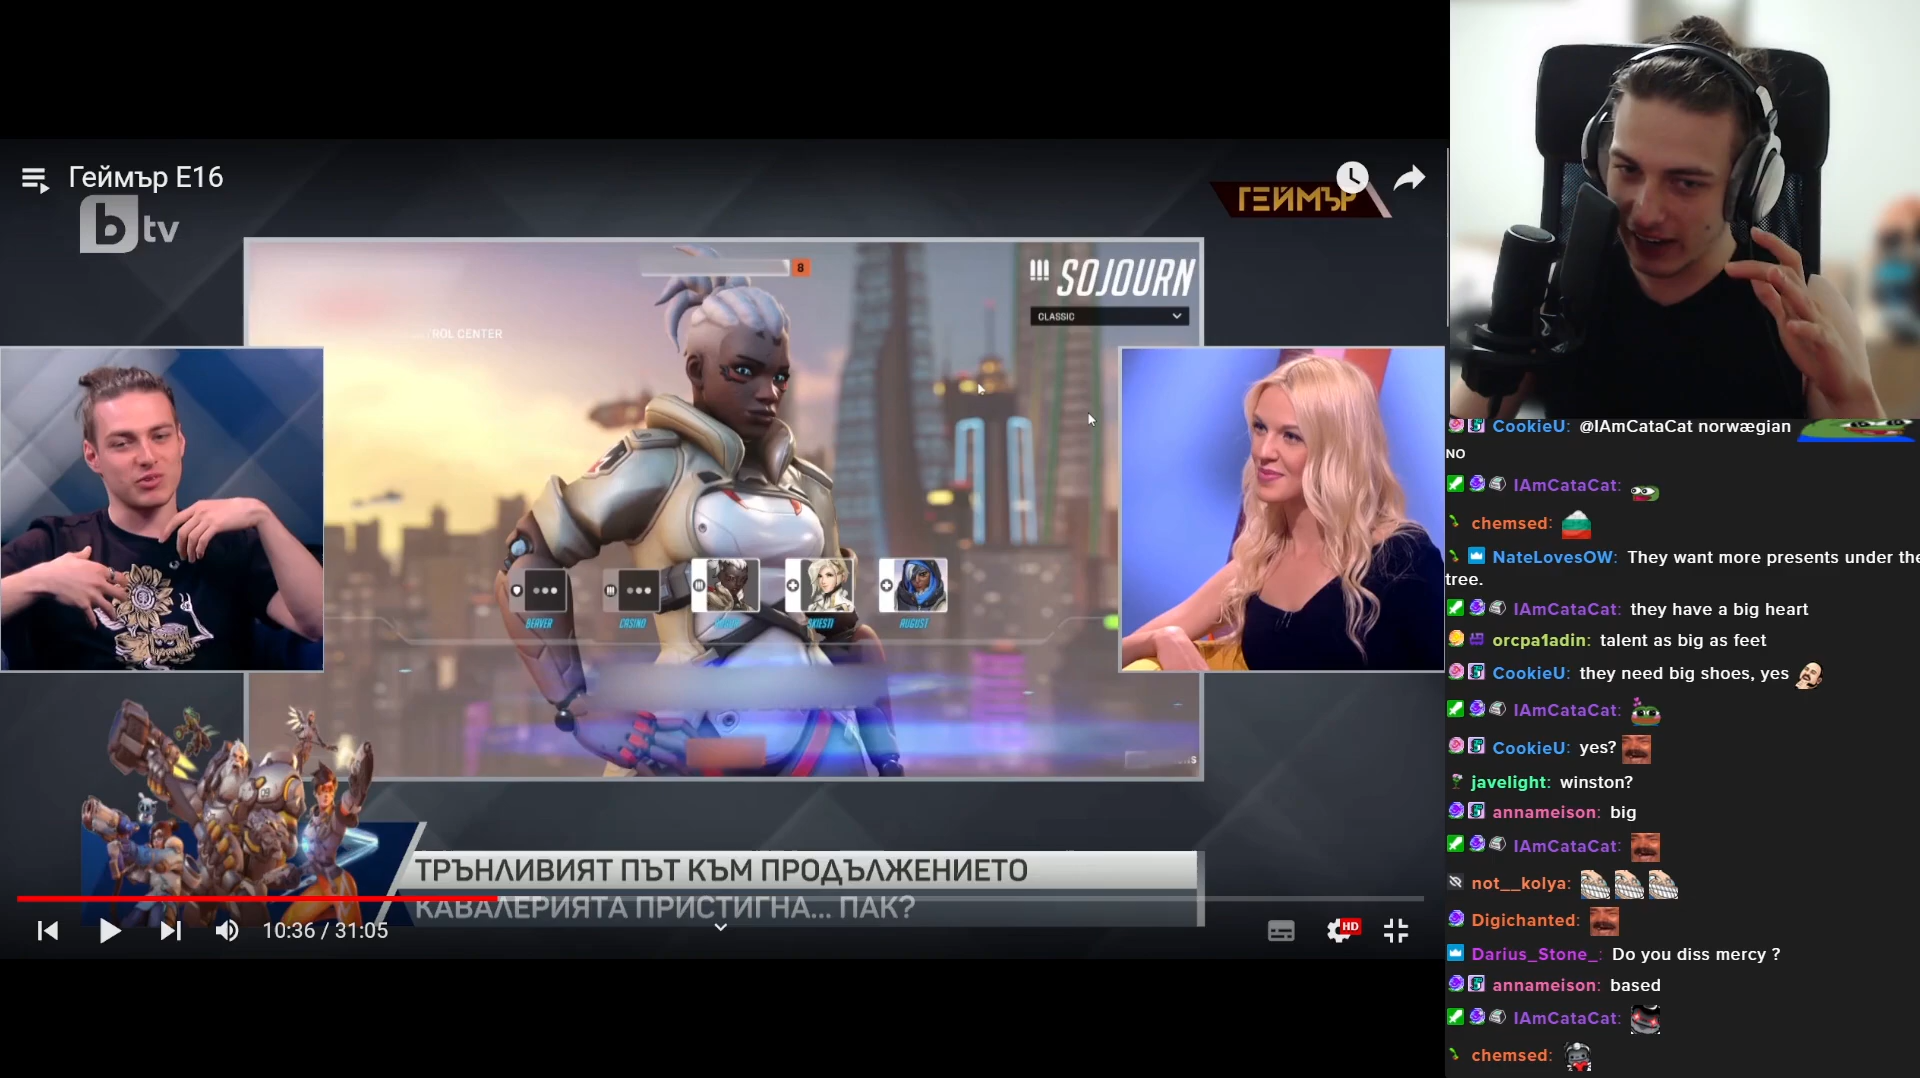 Геймър E16
btv
ГЕЙМЪР
8
SOJOURN
CLASSIC
ROL CENTER
BERVER
CASINO
SKIESTI
AUGUST
ТРЪНЛИВИЯТ ПЪТ КЪМ ПРОДЪЛЖЕНИЕТО
КАВАЛЕРИЯТА ПРИСТИГНА... ПАК?
10:36 / 31:05
HD
CookieU: @IAmCataCat norwægian
NO
IAmCataCat:
chemsed:
NateLovesOW: They want more presents under the
tree.
IAmCataCat: they have a big heart
orcpa1adin: talent as big as feet
CookieU: they need big shoes, yes
IAmCataCat:
CookieU: yes?
javelight: winston?
annameison: big
IAmCataCat:
not__kolya:
Digichanted:
Darius_Stone_: Do you diss mercy ?
annameison: based
IAmCataCat:
chemsed: